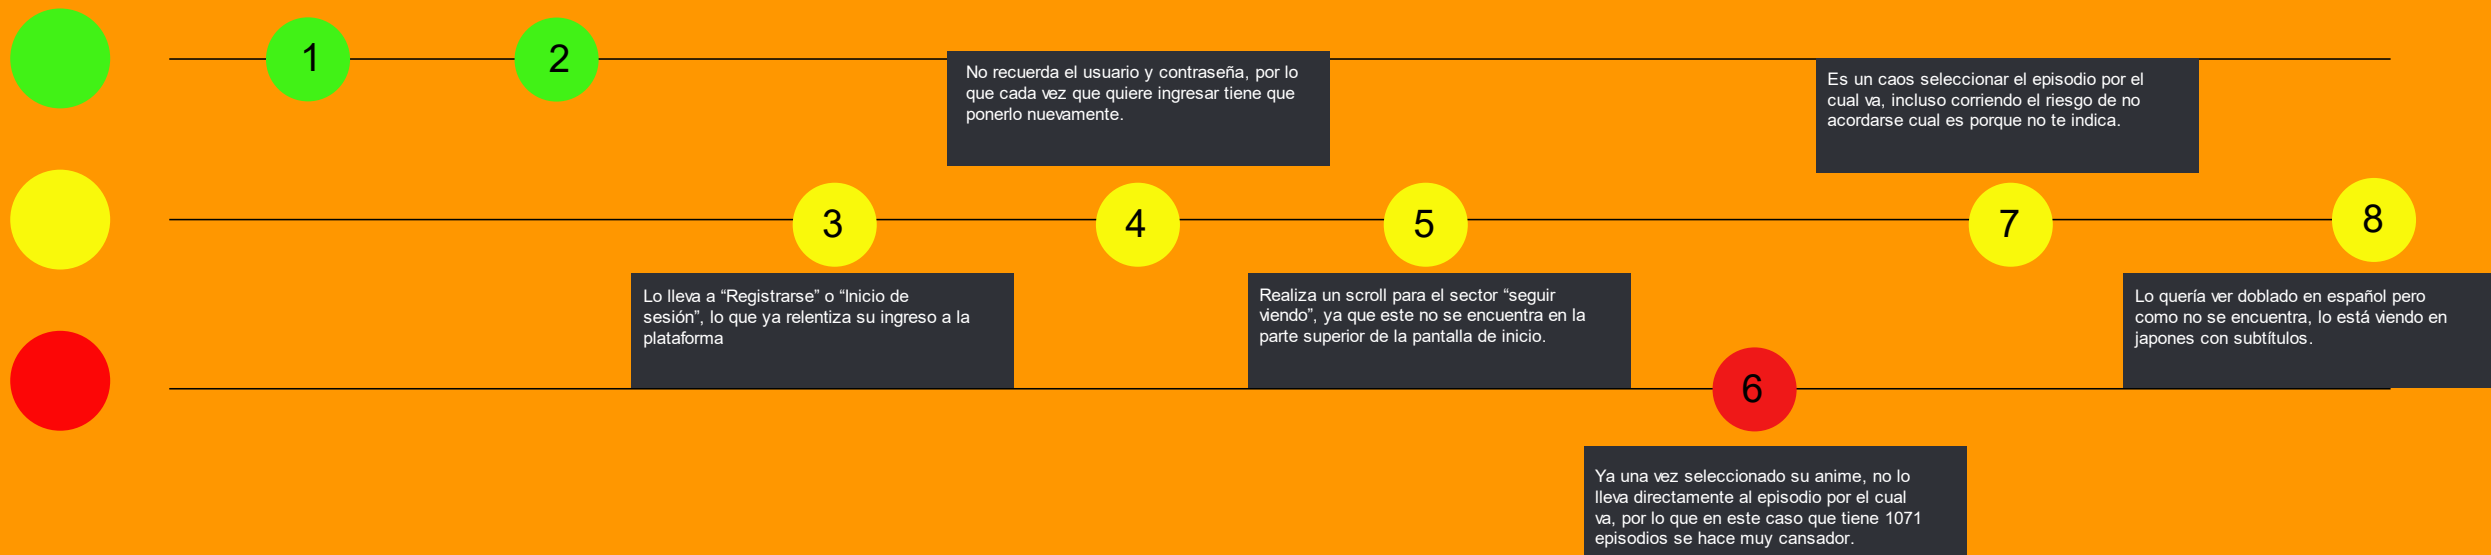 1
2
No recuerda el usuario y contraseña, por lo
que cada vez que quiere ingresar tiene que
ponerlo nuevamente.
Es un caos seleccionar el episodio por el
cual va, incluso corriendo el riesgo de no
acordarse cual es porque no te indica.
3
4
5
7
8
Lo lleva a “Registrarse” o “Inicio de
sesión”, lo que ya relentiza su ingreso a la
plataforma
Realiza un scroll para el sector “seguir
viendo”, ya que este no se encuentra en la
parte superior de la pantalla de inicio.
Lo quería ver doblado en español pero
como no se encuentra, lo está viendo en
japones con subtítulos.
6
Ya una vez seleccionado su anime, no lo
lleva directamente al episodio por el cual
va, por lo que en este caso que tiene 1071
episodios se hace muy cansador.